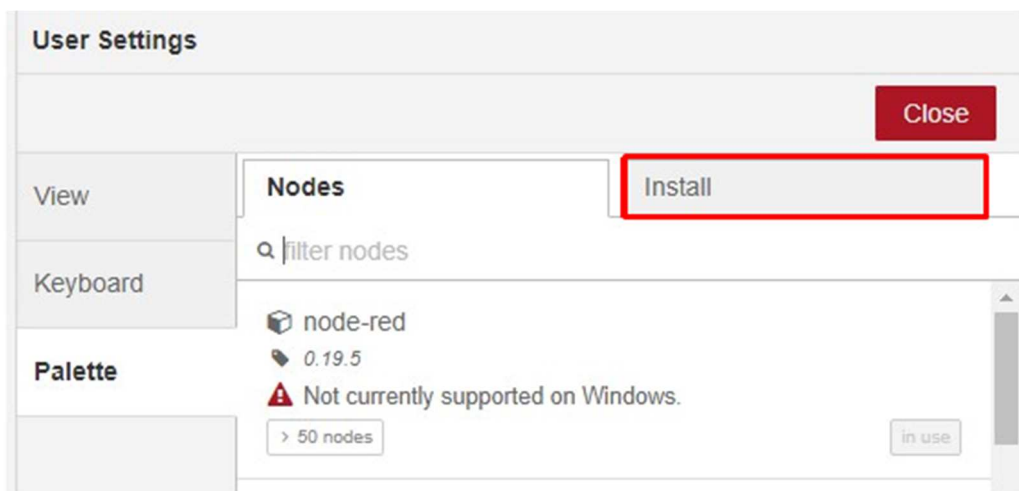 User Settings
Close
View
Nodes
Install
filter nodes
Keyboard
node-red
0.19.5
Palette
Not currently supported on Windows.
> 50 nodes
in use